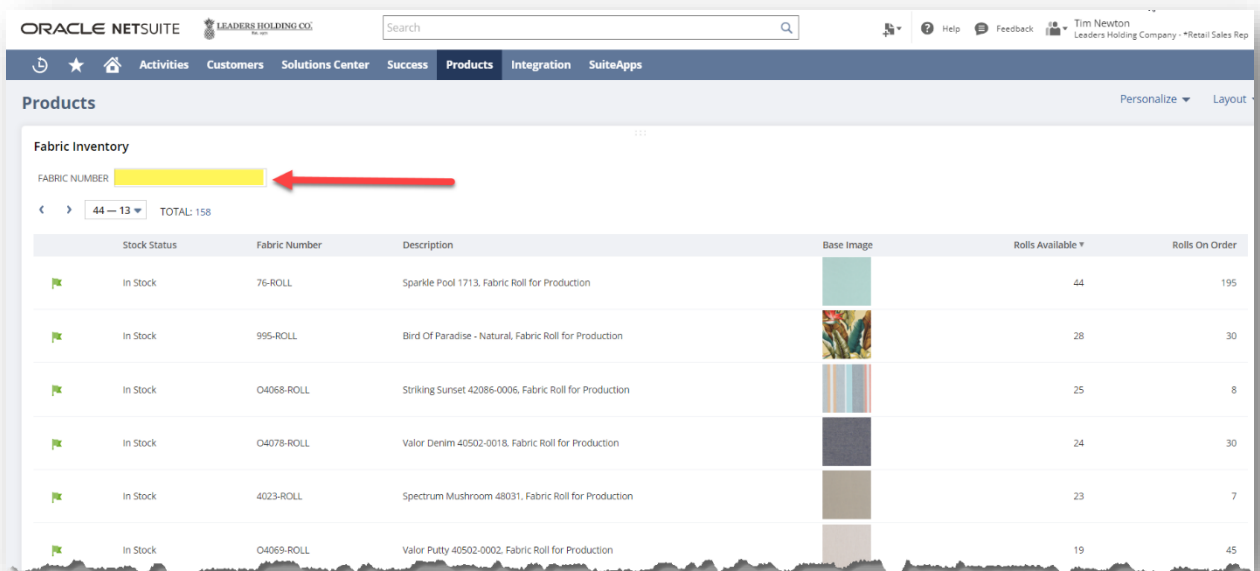 ORACLE NETSUITE LEADERS HOLDING CO. Search Help Feedback Tim Newton
Leaders Holding Company - *Retail Sales Rep
Activities Customers Solutions Center Success Products Integration SuiteApps
Products Personalize Layout
Fabric Inventory
FABRIC NUMBER
44 — 13 TOTAL: 158
Stock Status Fabric Number Description Base Image Rolls Available Rolls On Order
In Stock 76-ROLL Sparkle Pool 1713, Fabric Roll for Production 44 195
In Stock 995-ROLL Bird Of Paradise - Natural, Fabric Roll for Production 28 30
In Stock O4068-ROLL Striking Sunset 42086-0006, Fabric Roll for Production 25 8
In Stock O4078-ROLL Valor Denim 40502-0018, Fabric Roll for Production 24 30
In Stock 4023-ROLL Spectrum Mushroom 48031, Fabric Roll for Production 23 7
In Stock O4069-ROLL Valor Putty 40502-0002, Fabric Roll for Production 19 45